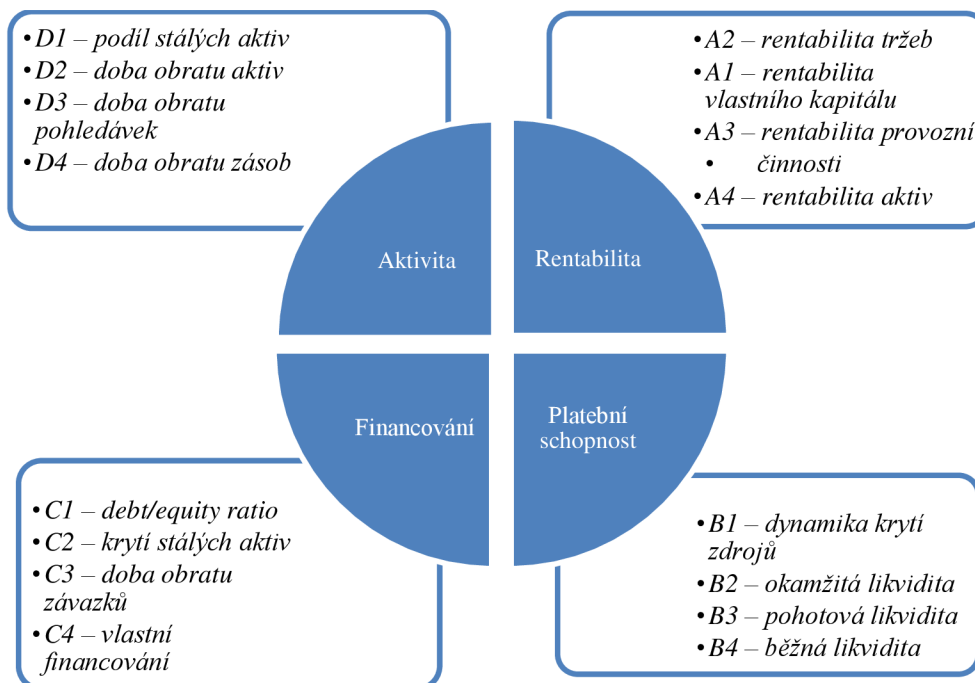 • D1 – podíl stálých aktiv
• D2 – doba obratu aktiv
• D3 – doba obratu
pohledávek
• D4 – doba obratu zásob
• A2 – rentabilita tržeb
• A1 – rentabilita
vlastního kapitálu
• A3 – rentabilita provozní
• činnosti
• A4 – rentabilita aktiv
Aktivita
Rentabilita
Financování
Platební
schopnost
• C1 – debt/equity ratio
• C2 – krytí stálých aktiv
• C3 – doba obratu
závazků
• C4 – vlastní
financování
• B1 – dynamika krytí
zdrojů
• B2 – okamžitá likvidita
• B3 – pohotová likvidita
• B4 – běžná likvidita